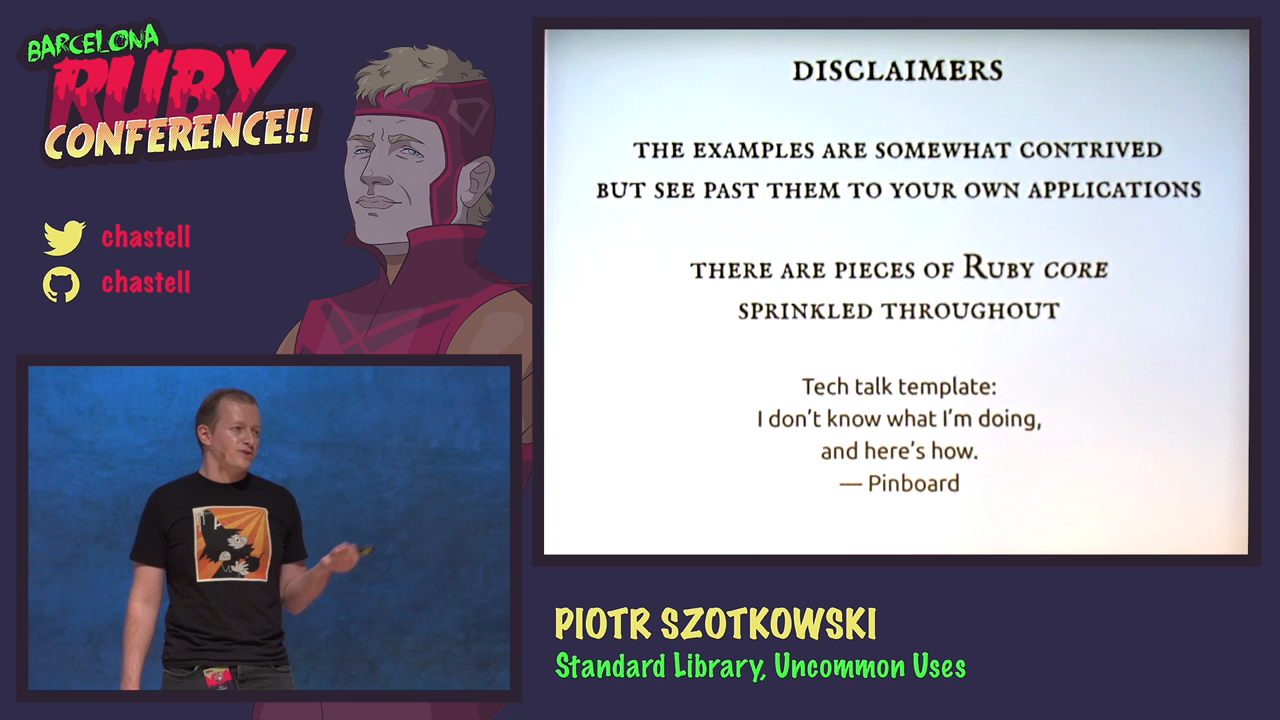 BARCELONA
RUBY
CONFERENCE!!
chastell
chastell
DISCLAIMERS
THE EXAMPLES ARE SOMEWHAT CONTRIVED
BUT SEE PAST THEM TO YOUR OWN APPLICATIONS
THERE ARE PIECES OF RUBY CORE
SPRINKLED THROUGHOUT
Tech talk template:
I don't know what I'm doing,
and here's how.
— Pinboard
PIOTR SZOTKOWSKI
Standard Library, Uncommon Uses